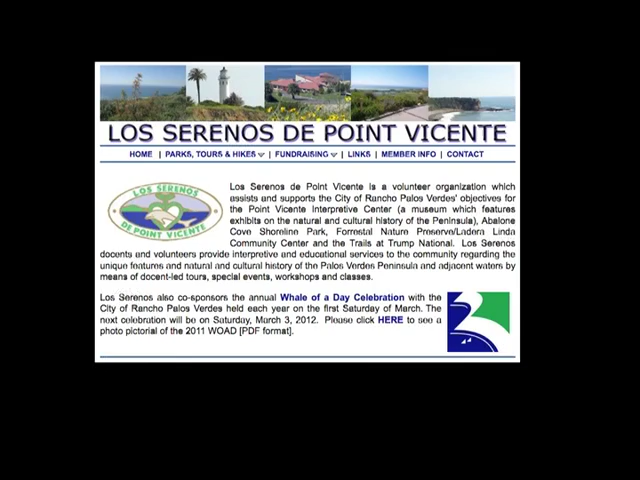 LOS SERENOS DE POINT VICENTE
HOME | PARKS, TOURS & HIKES | FUNDRAISING | LINKS | MEMBER INFO | CONTACT
LOS SERENOS
DE POINT VICENTE
Los Serenos de Point Vicente is a volunteer organization which
assists and supports the City of Rancho Palos Verdes' objectives for
the Point Vicente Interpretive Center (a museum which features
exhibits on the natural and cultural history of the Peninsula), Abalone
Cove Shoreline Park, Forrestal Nature Preserve/Ladera Linda
Community Center and the Trails at Trump National. Los Serenos
docents and volunteers provide interpretive and educational services to the community regarding the
unique features and natural and cultural history of the Palos Verdes Peninsula and adjacent waters by
means of docent-led tours, special events, workshops and classes.
Los Serenos also co-sponsors the annual Whale of a Day Celebration with the
City of Rancho Palos Verdes held each year on the first Saturday of March. The
next celebration will be on Saturday, March 3, 2012. Please click HERE to see a
photo pictorial of the 2011 WOAD [PDF format].